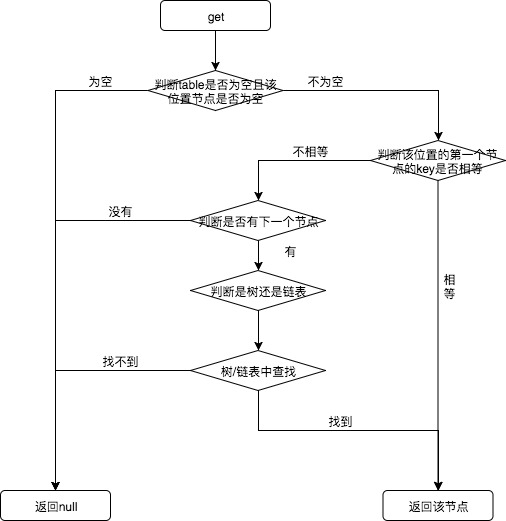 get
为空
判断table是否为空且该
位置节点是否为空
不为空
不相等
判断该位置的第一个节
点的key是否相等
没有
判断是否有下一个节点
有
判断是树还是链表
相
等
找不到
树/链表中查找
找到
返回null
返回该节点